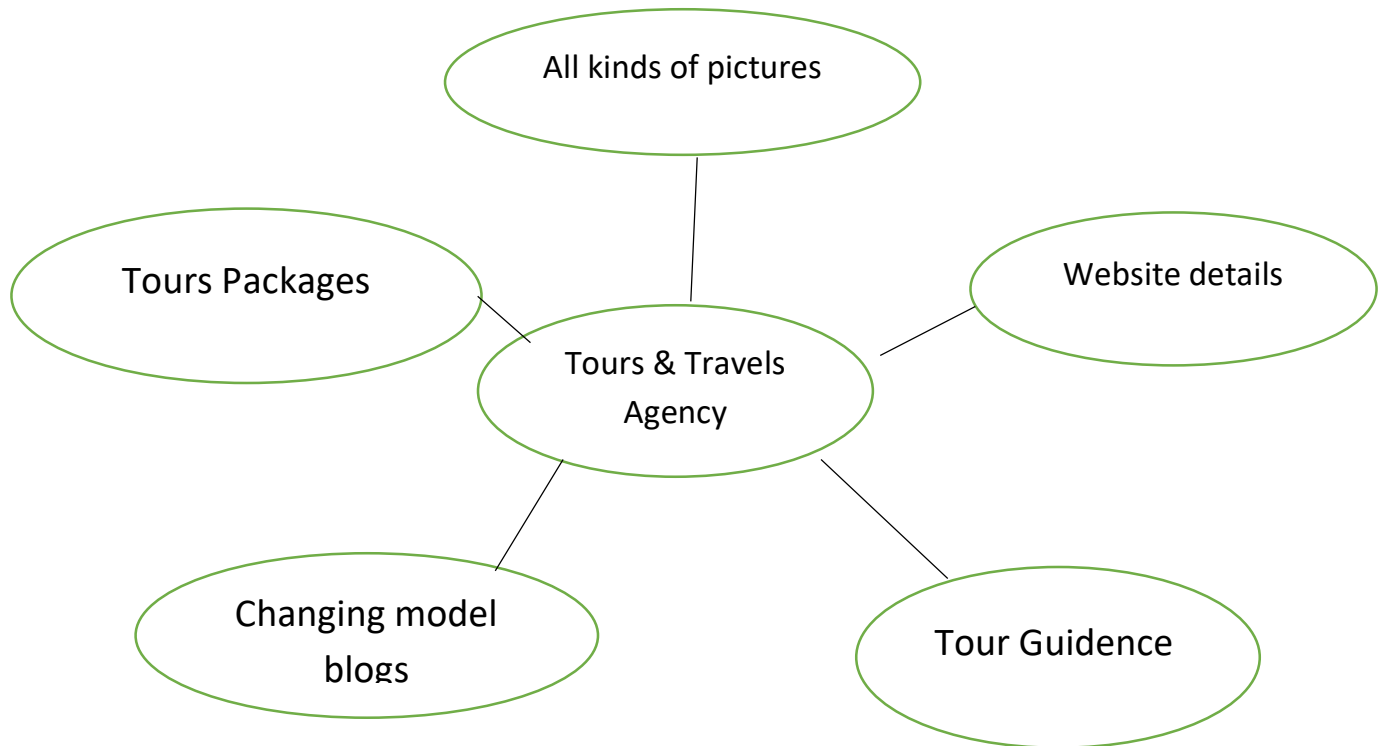 All kinds of pictures
Tours Packages
Website details
Tours & Travels
Agency
Changing model
blogs
Tour Guidence